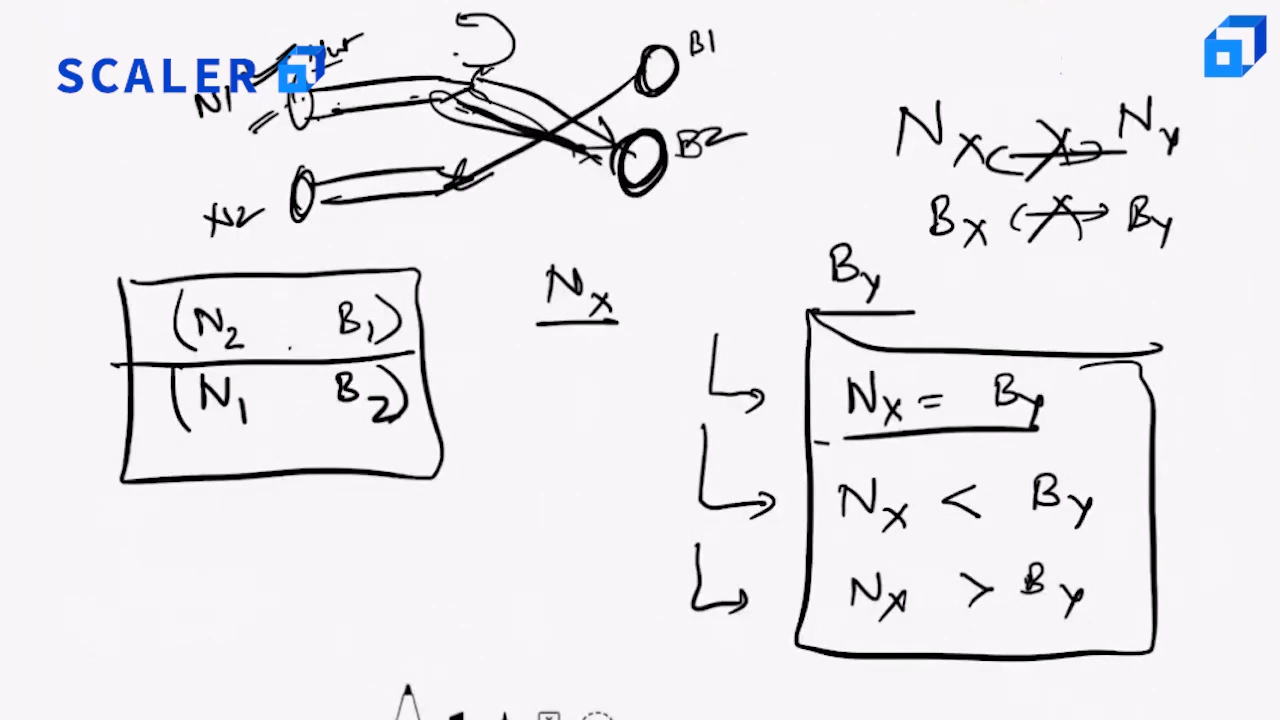 SCALER
N1
B1
B2
N2
Nx Ny
Bx By
(N2 B1)
(N1 B2)
Nx
By
Nx = By
Nx < By
Nx > By